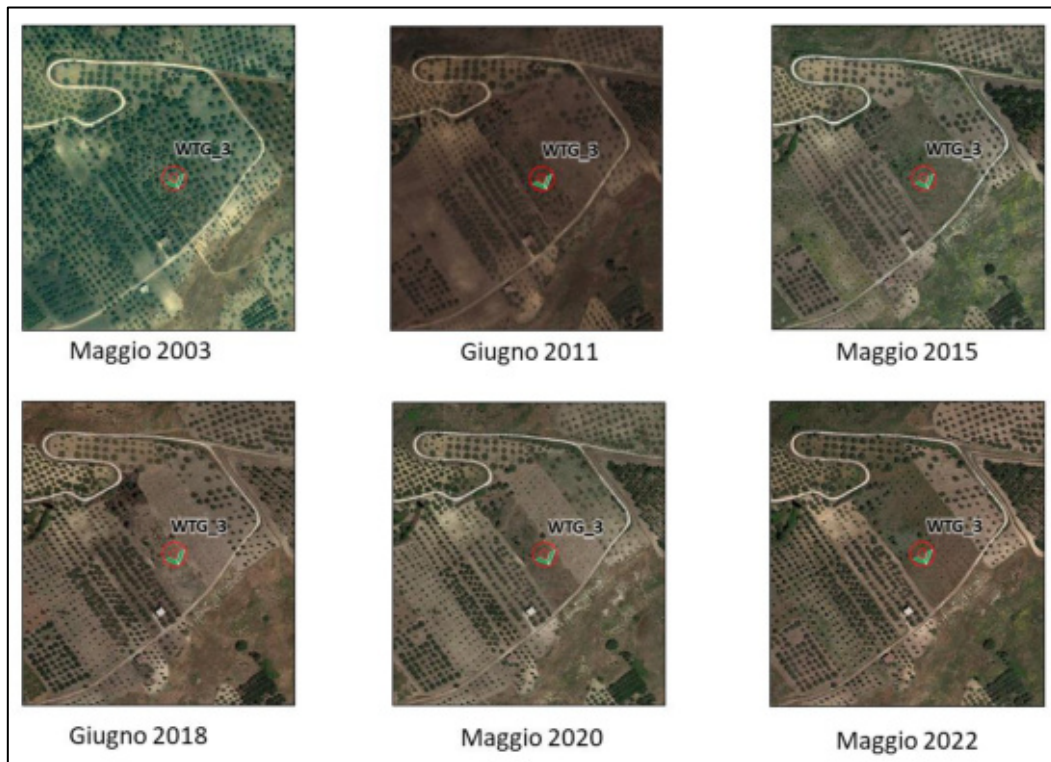 WTG_3
WTG_3
WTG_3
Maggio 2003
Giugno 2011
Maggio 2015
WTG_3
WTG_3
WTG_3
Giugno 2018
Maggio 2020
Maggio 2022